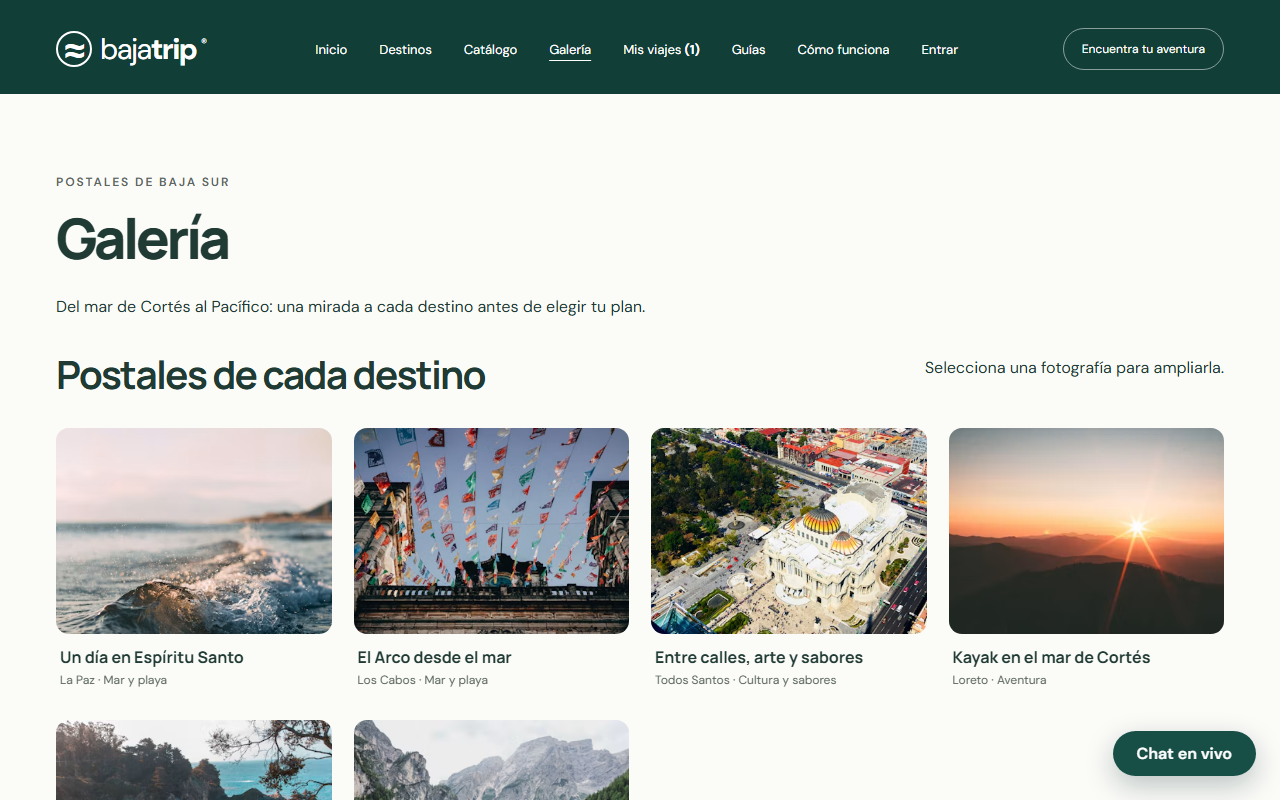 bajatrip®
Inicio
Destinos
Catálogo
Galería
Mis viajes (1)
Guías
Cómo funciona
Entrar
Encuentra tu aventura
POSTALES DE BAJA SUR
Galería
Del mar de Cortés al Pacífico: una mirada a cada destino antes de elegir tu plan.
Postales de cada destino
Selecciona una fotografía para ampliarla.
Un día en Espíritu Santo
La Paz · Mar y playa
El Arco desde el mar
Los Cabos · Mar y playa
Entre calles, arte y sabores
Todos Santos · Cultura y sabores
Kayak en el mar de Cortés
Loreto · Aventura
Chat en vivo